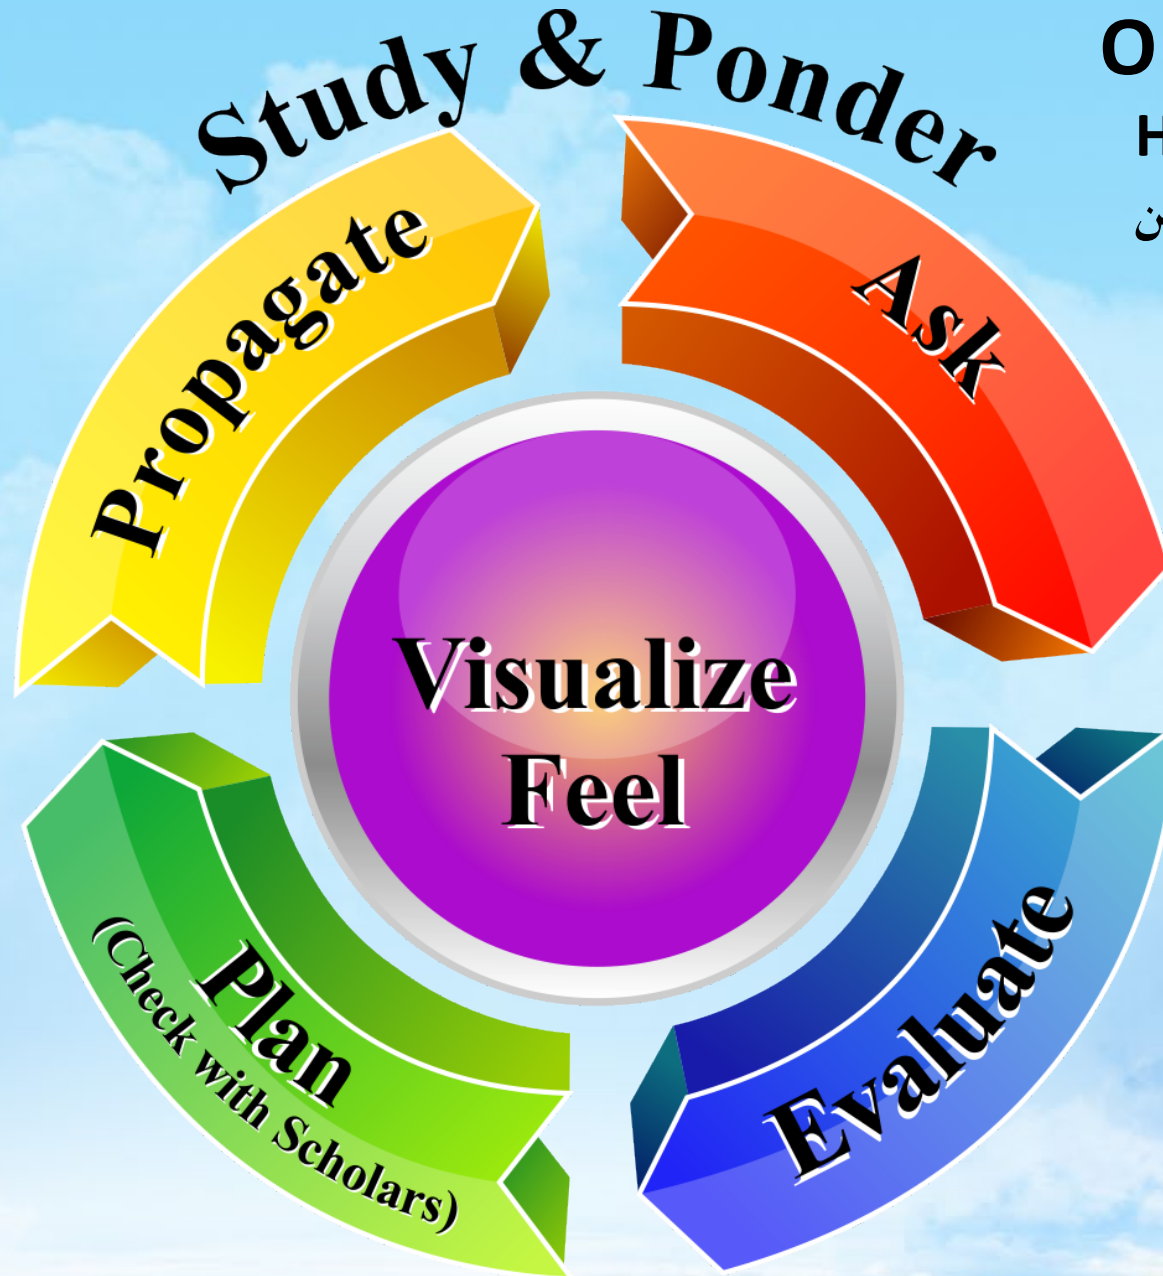 Study & Ponder
Propagate
Ask
Visualize
Feel
Plan
(Check with Scholars)
Evaluate
O
H
ن